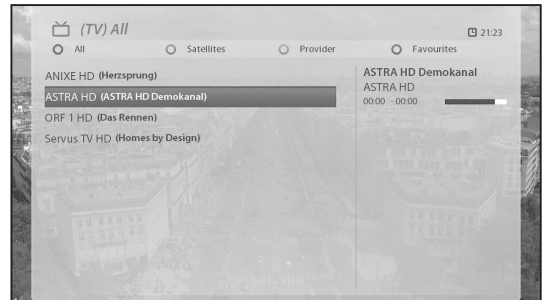 (TV) All
21:23
All Satellites Provider Favourites
ANIXE HD (Herzsprung)
ASTRA HD (ASTRA HD Demokanal)
ORF 1 HD (Das Rennen)
Servus TV HD (Homes by Design)
ASTRA HD Demokanal
ASTRA HD
00:00 - 00:00